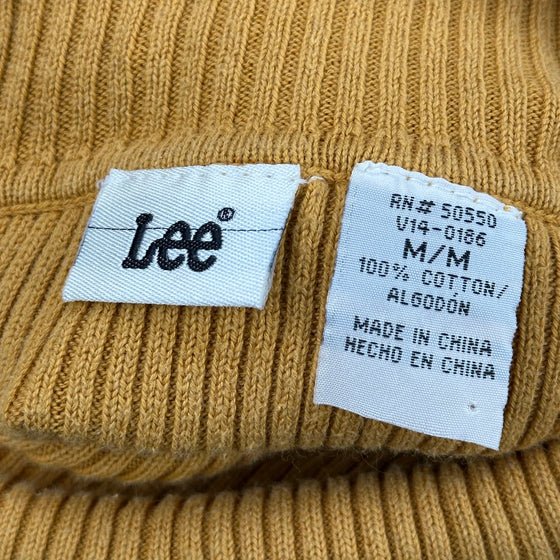 Lee®
RN# 50550
V14-0186
M/M
100% COTTON/
ALGODÓN
MADE IN CHINA
HECHO EN CHINA